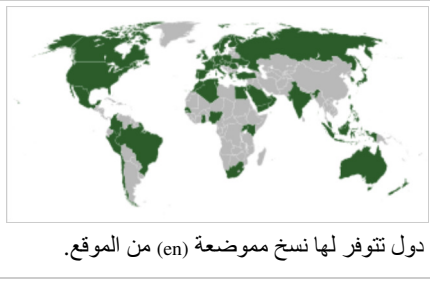 دول تتوفر لها نسخ مموضعة (en) من الموقع.